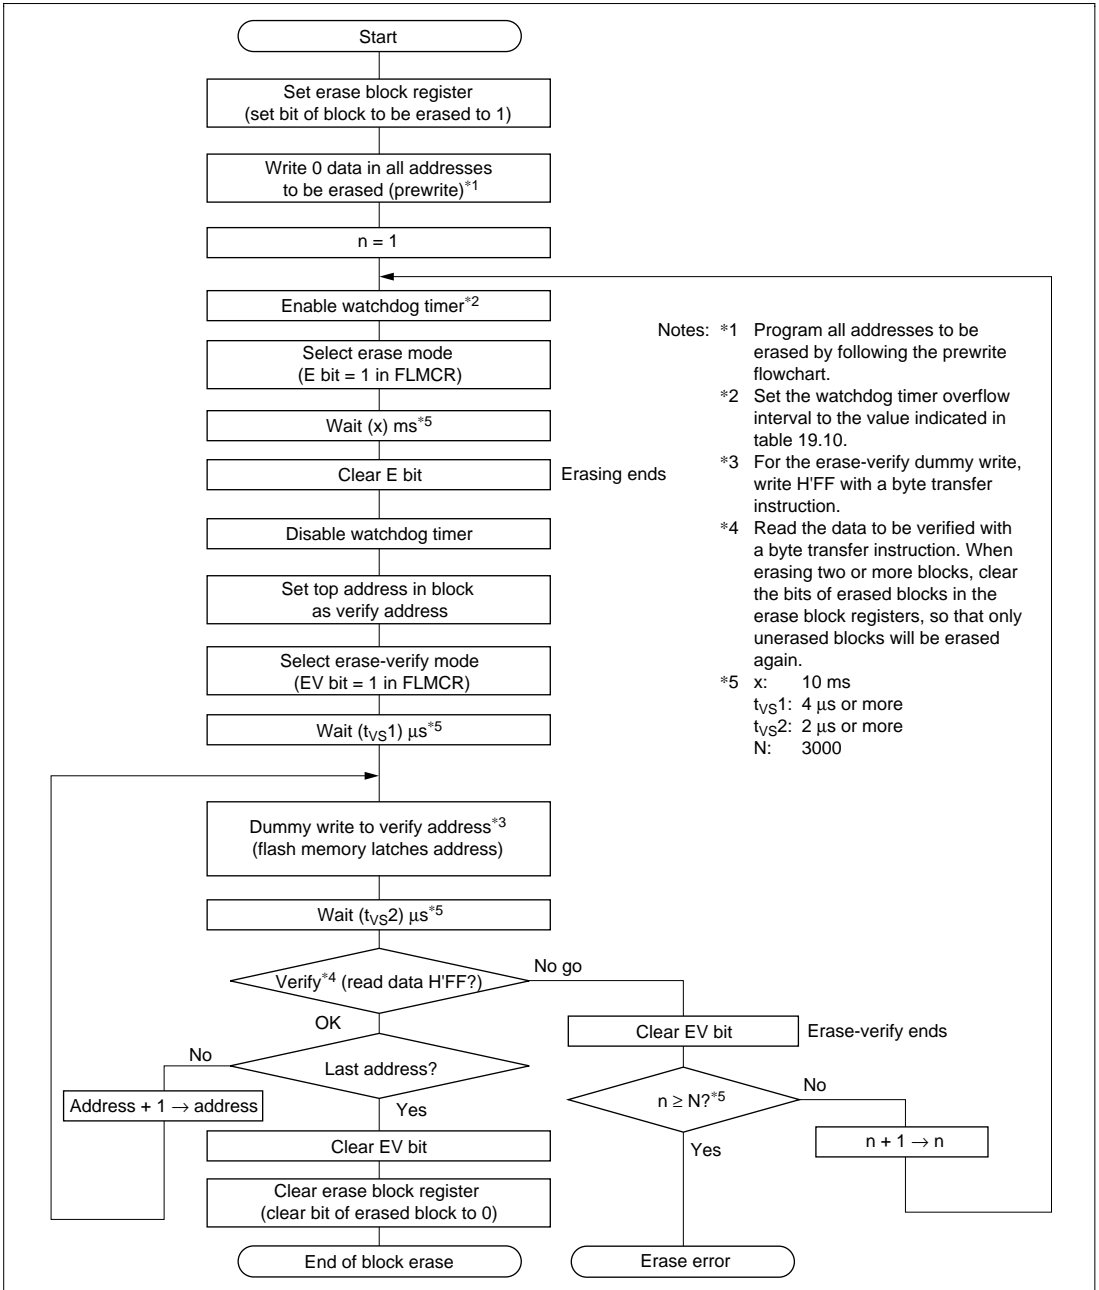 Start
Set erase block register
(set bit of block to be erased to 1)
Write 0 data in all addresses
to be erased (prewrite)*1
n = 1
Enable watchdog timer*2
Select erase mode
(E bit = 1 in FLMCR)
Wait (x) ms*5
Clear E bit
Erasing ends
Disable watchdog timer
Set top address in block
as verify address
Select erase-verify mode
(EV bit = 1 in FLMCR)
Wait (tVS1) μs*5
Dummy write to verify address*3
(flash memory latches address)
Wait (tVS2) μs*5
Verify*4 (read data H'FF?)
No go
OK
Clear EV bit
Erase-verify ends
Last address?
No
Address + 1 → address
Yes
n ≥ N?*5
No
n + 1 → n
Yes
Clear EV bit
Clear erase block register
(clear bit of erased block to 0)
End of block erase
Erase error
Notes: *1 Program all addresses to be
erased by following the prewrite
flowchart.
*2 Set the watchdog timer overflow
interval to the value indicated in
table 19.10.
*3 For the erase-verify dummy write,
write H'FF with a byte transfer
instruction.
*4 Read the data to be verified with
a byte transfer instruction. When
erasing two or more blocks, clear
the bits of erased blocks in the
erase block registers, so that only
unerased blocks will be erased
again.
*5 x: 10 ms
tVS1: 4 μs or more
tVS2: 2 μs or more
N: 3000